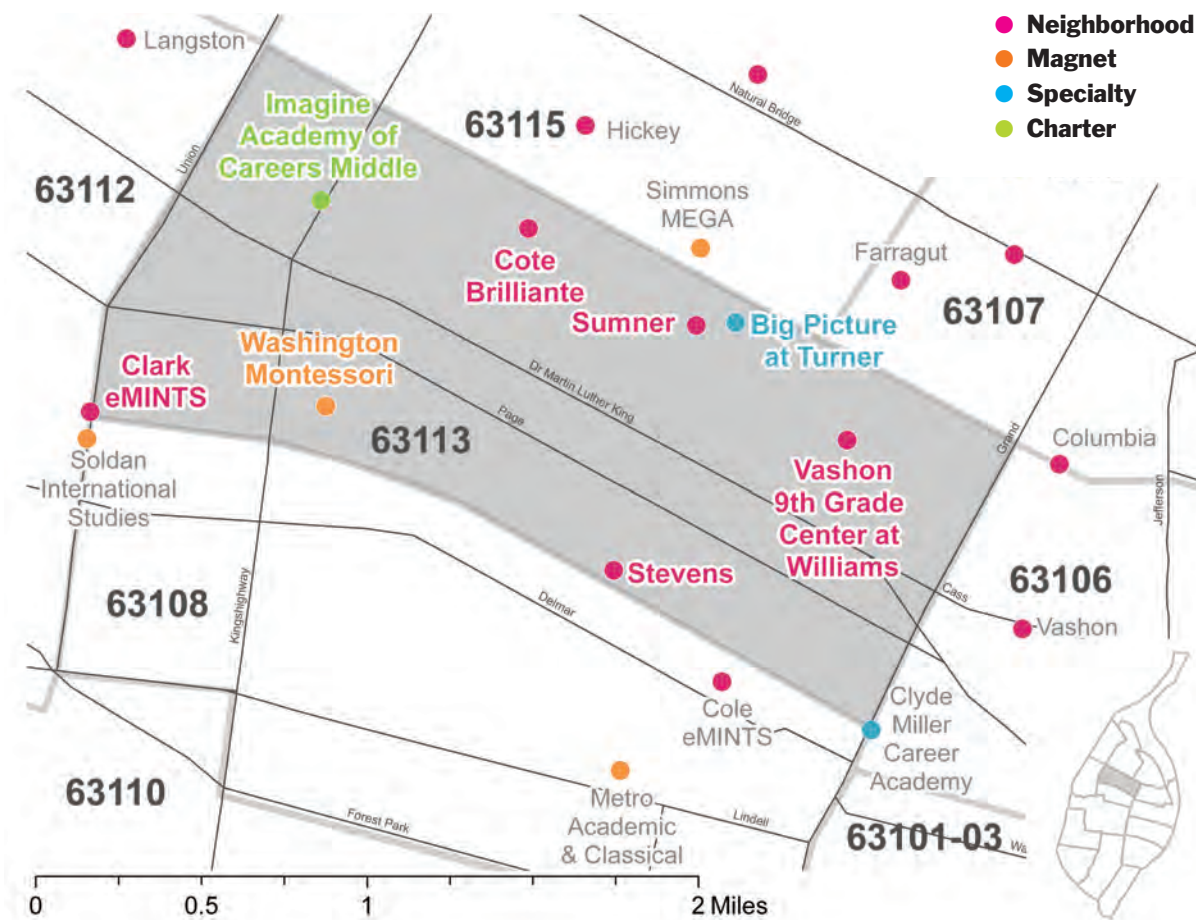 Neighborhood
Magnet
Specialty
Charter
Langston
Natural Bridge
Imagine
Academy of
Careers Middle
63115
Hickey
Union
63112
Simmons
MEGA
Farragut
Cote
Brilliante
63107
Sumner
Big Picture
at Turner
Washington
Montessori
Clark
eMINTS
Dr Martin Luther King
Page
63113
Grand
Columbia
Soldan
International
Studies
Vashon
9th Grade
Center at
Williams
Jefferson
Stevens
63106
Cass
Vashon
63108
Kingshighway
Delmar
Cole
eMINTS
Clyde
Miller
Career
Academy
63110
Forest Park
Metro
Academic
& Classical
Lindell
63101-03
Wa
0
0.5
1
2 Miles